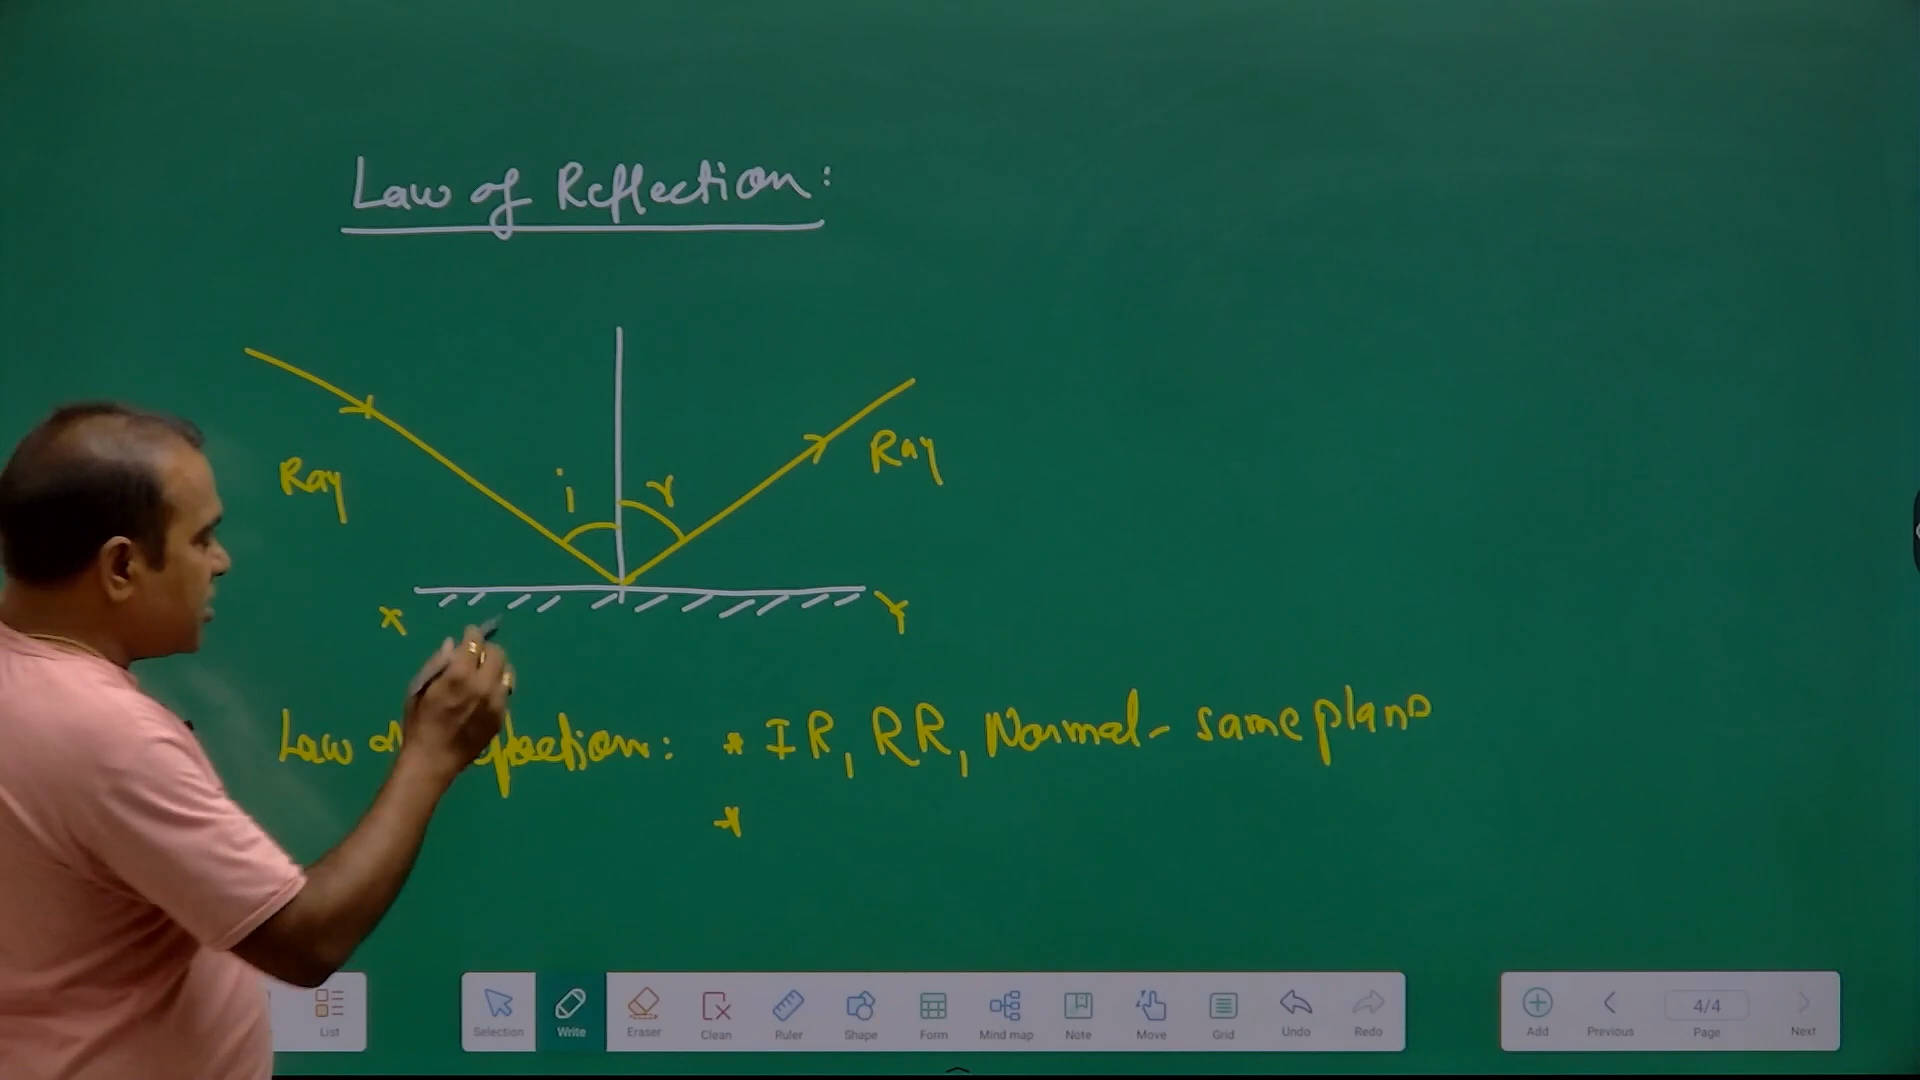 Law of Reflection:
Ray
i
r
Ray
X
Y
Law : * IR, RR, Normal - same plane
*
List
Selection
Write
Eraser
Clean
Ruler
Shape
Form
Mind map
Note
Move
Grid
Undo
Redo
Add
Previous
4/4
Page
Next